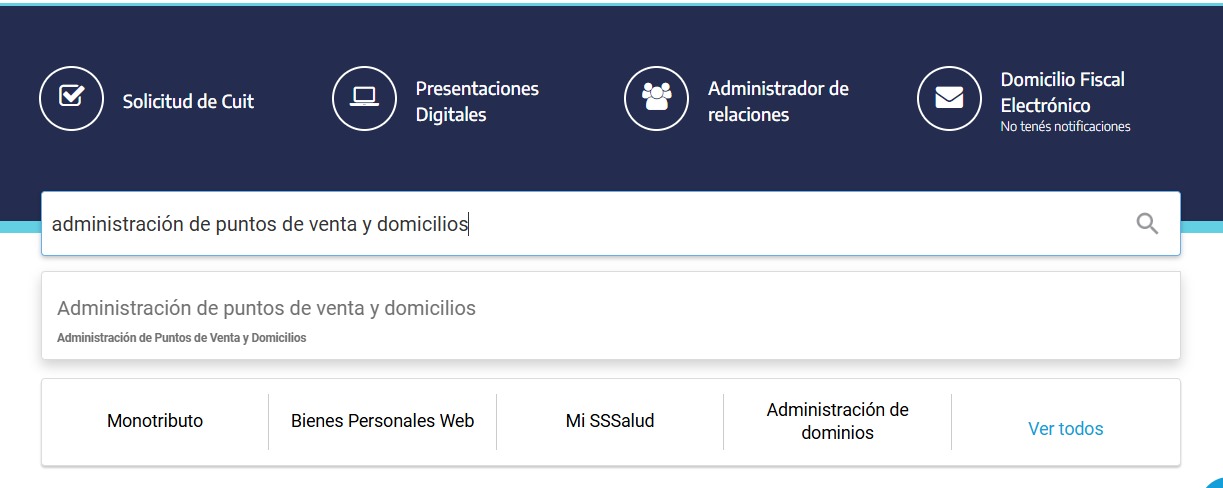 Solicitud de Cuit
Presentaciones
Digitales
Administrador de
relaciones
Domicilio Fiscal
Electrónico
No tenés notificaciones
administración de puntos de venta y domicilios
Administración de puntos de venta y domicilios
Administración de Puntos de Venta y Domicilios
Monotributo
Bienes Personales Web
Mi SSSalud
Administración de
dominios
Ver todos